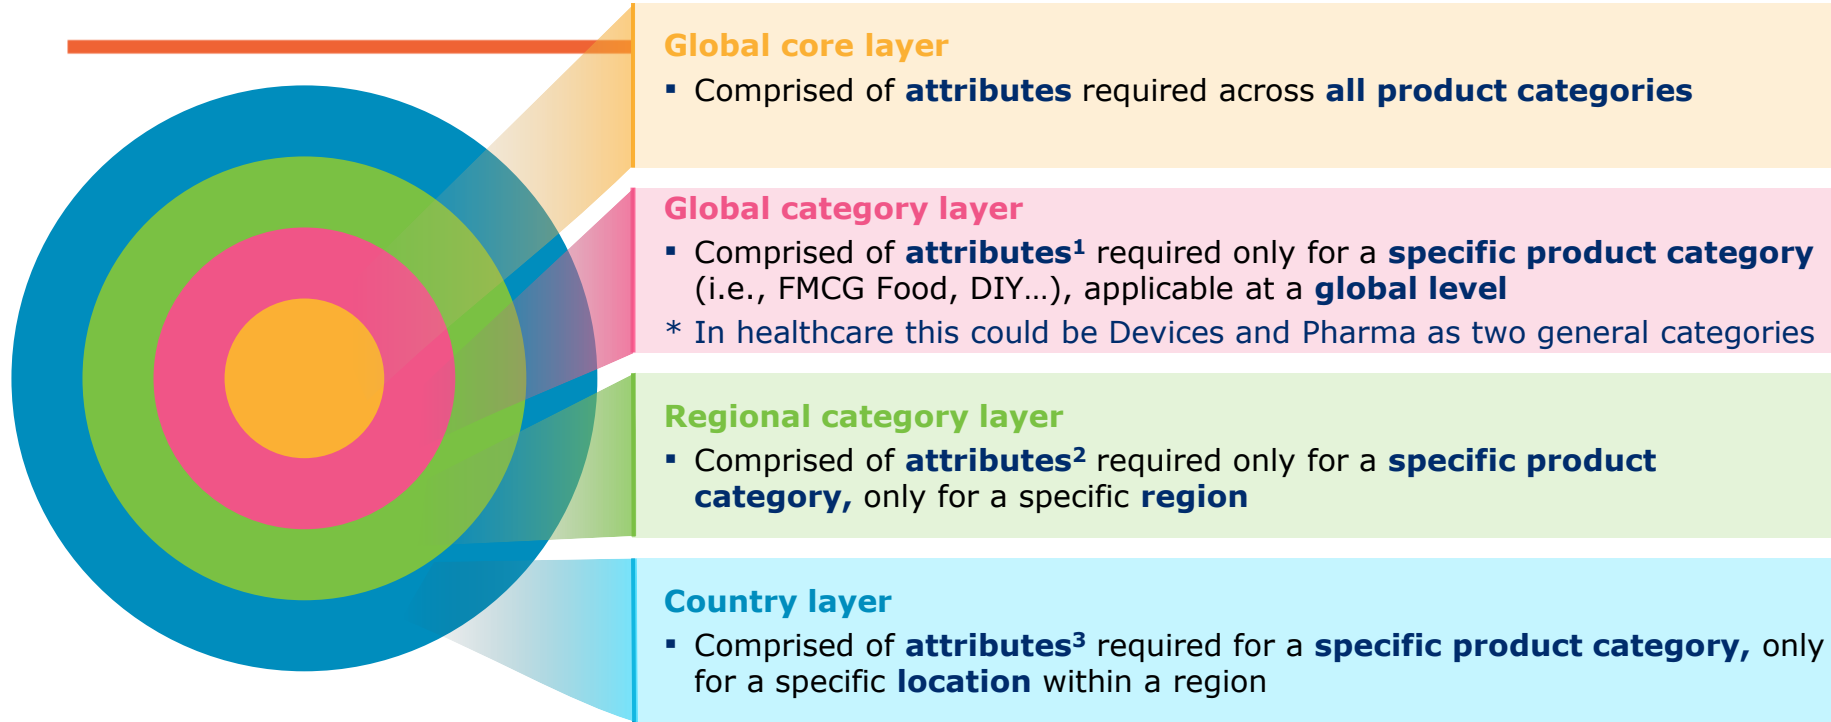 Global core layer
▪ Comprised of attributes required across all product categories
Global category layer
▪ Comprised of attributes¹ required only for a specific product category
(i.e., FMCG Food, DIY…), applicable at a global level
* In healthcare this could be Devices and Pharma as two general categories
Regional category layer
▪ Comprised of attributes² required only for a specific product
category, only for a specific region
Country layer
▪ Comprised of attributes³ required for a specific product category, only
for a specific location within a region